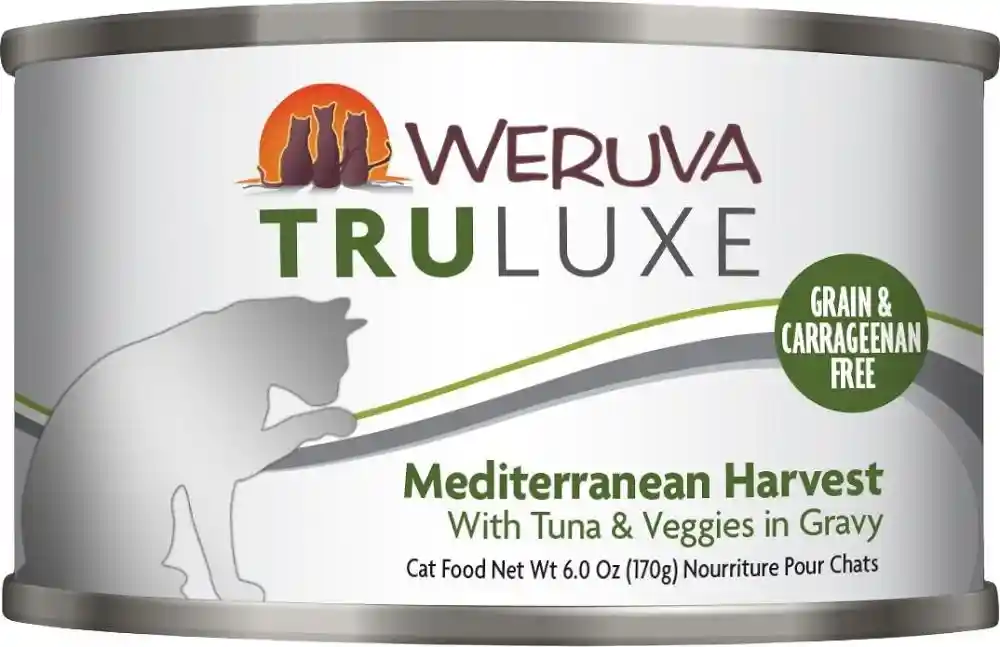 WERUVA
TRULUXE
GRAIN &
CARRAGEENAN
FREE
Mediterranean Harvest
With Tuna & Veggies in Gravy
Cat Food Net Wt 6.0 Oz (170g) Nourriture Pour Chats